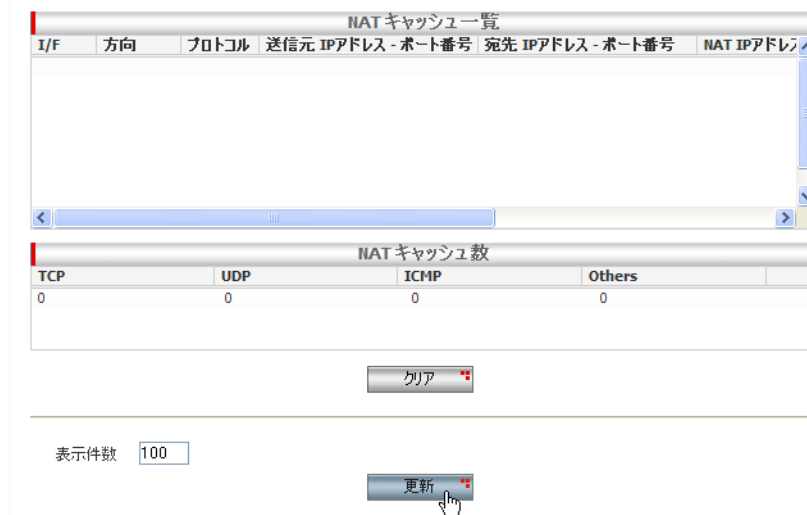 NATキャッシュ一覧
I/F 方向 プロトコル 送信元 IPアドレス - ポート番号 宛先 IPアドレス - ポート番号 NAT IPアドレス
NATキャッシュ数
TCP UDP ICMP Others
0 0 0 0
クリア
表示件数 100
更新